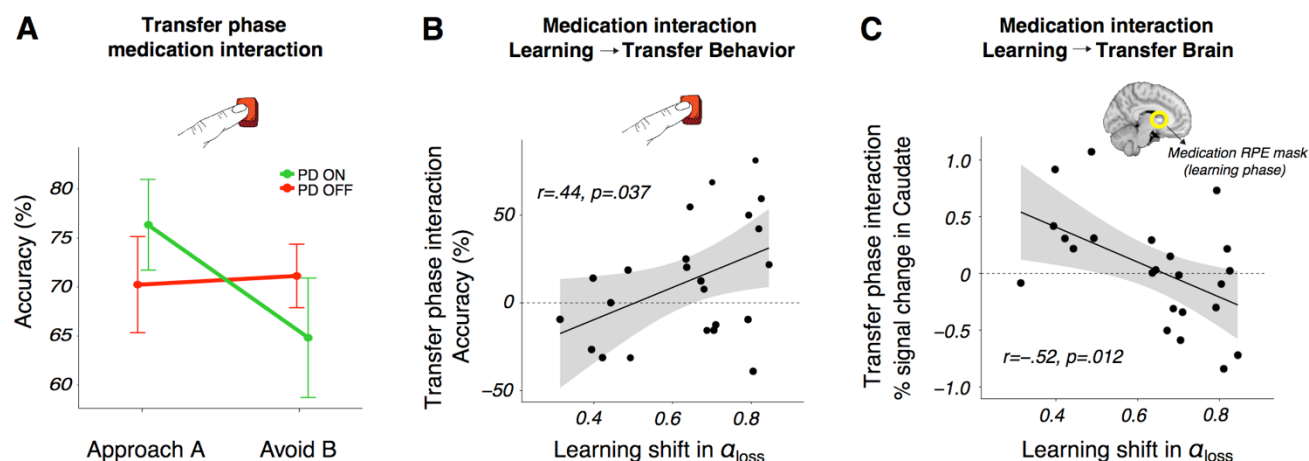 A
Transfer phase
medication interaction
PD ON
PD OFF
Accuracy (%)
80
75
70
65
60
Approach A
Avoid B
B
Medication interaction
Learning → Transfer Behavior
r=.44, p=.037
Transfer phase interaction
Accuracy (%)
50
0
−50
0.4
0.6
0.8
Learning shift in αloss
C
Medication interaction
Learning → Transfer Brain
Medication RPE mask
(learning phase)
Transfer phase interaction
% signal change in Caudate
1.0
0.5
0
−0.5
−1.0
r=−.52, p=.012
0.4
0.6
0.8
Learning shift in αloss